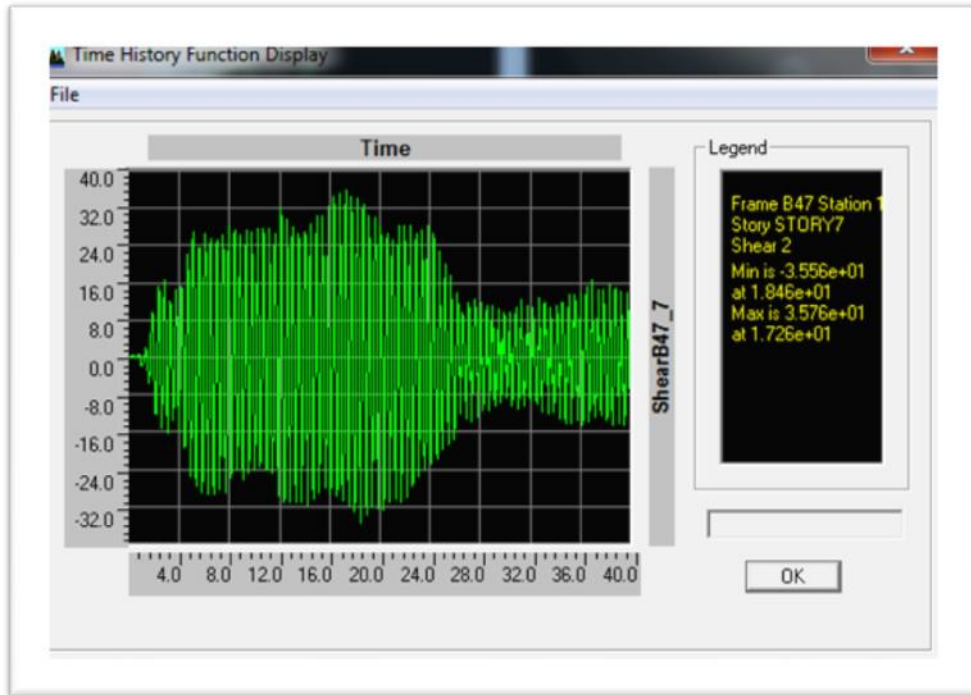 Time History Function Display
File
Time
Legend
40.0
32.0
24.0
16.0
8.0
0.0
-8.0
-16.0
-24.0
-32.0
4.0 8.0 12.0 16.0 20.0 24.0 28.0 32.0 36.0 40.0
ShearB47_7
Frame B47 Station 1
Story STORY7
Shear 2
Min is -3.556e+01
at 1.846e+01
Max is 3.576e+01
at 1.726e+01
OK